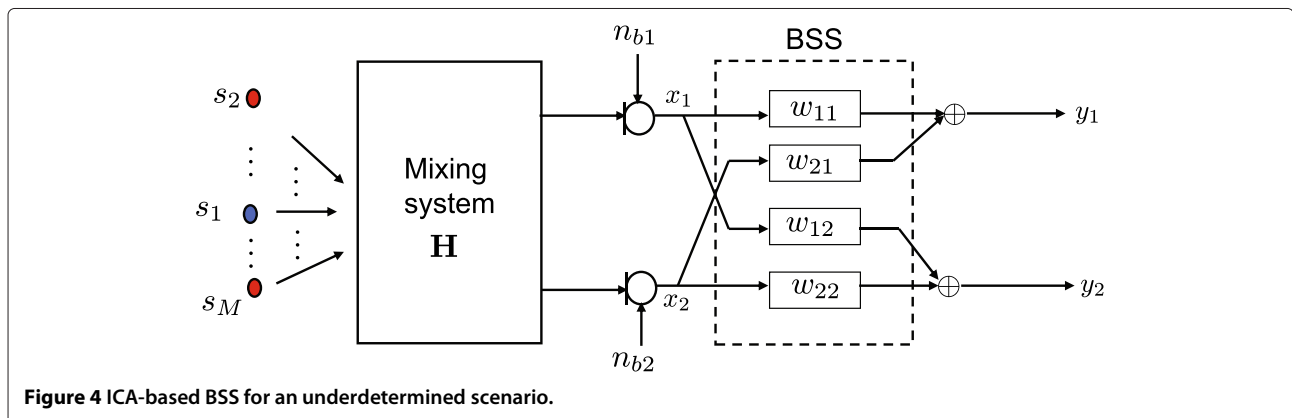 n_{b1}
BSS
s_2
x_1
w_{11}
y_1
w_{21}
Mixing
system
H
s_1
w_{12}
s_M
x_2
w_{22}
y_2
n_{b2}
Figure 4 ICA-based BSS for an underdetermined scenario.